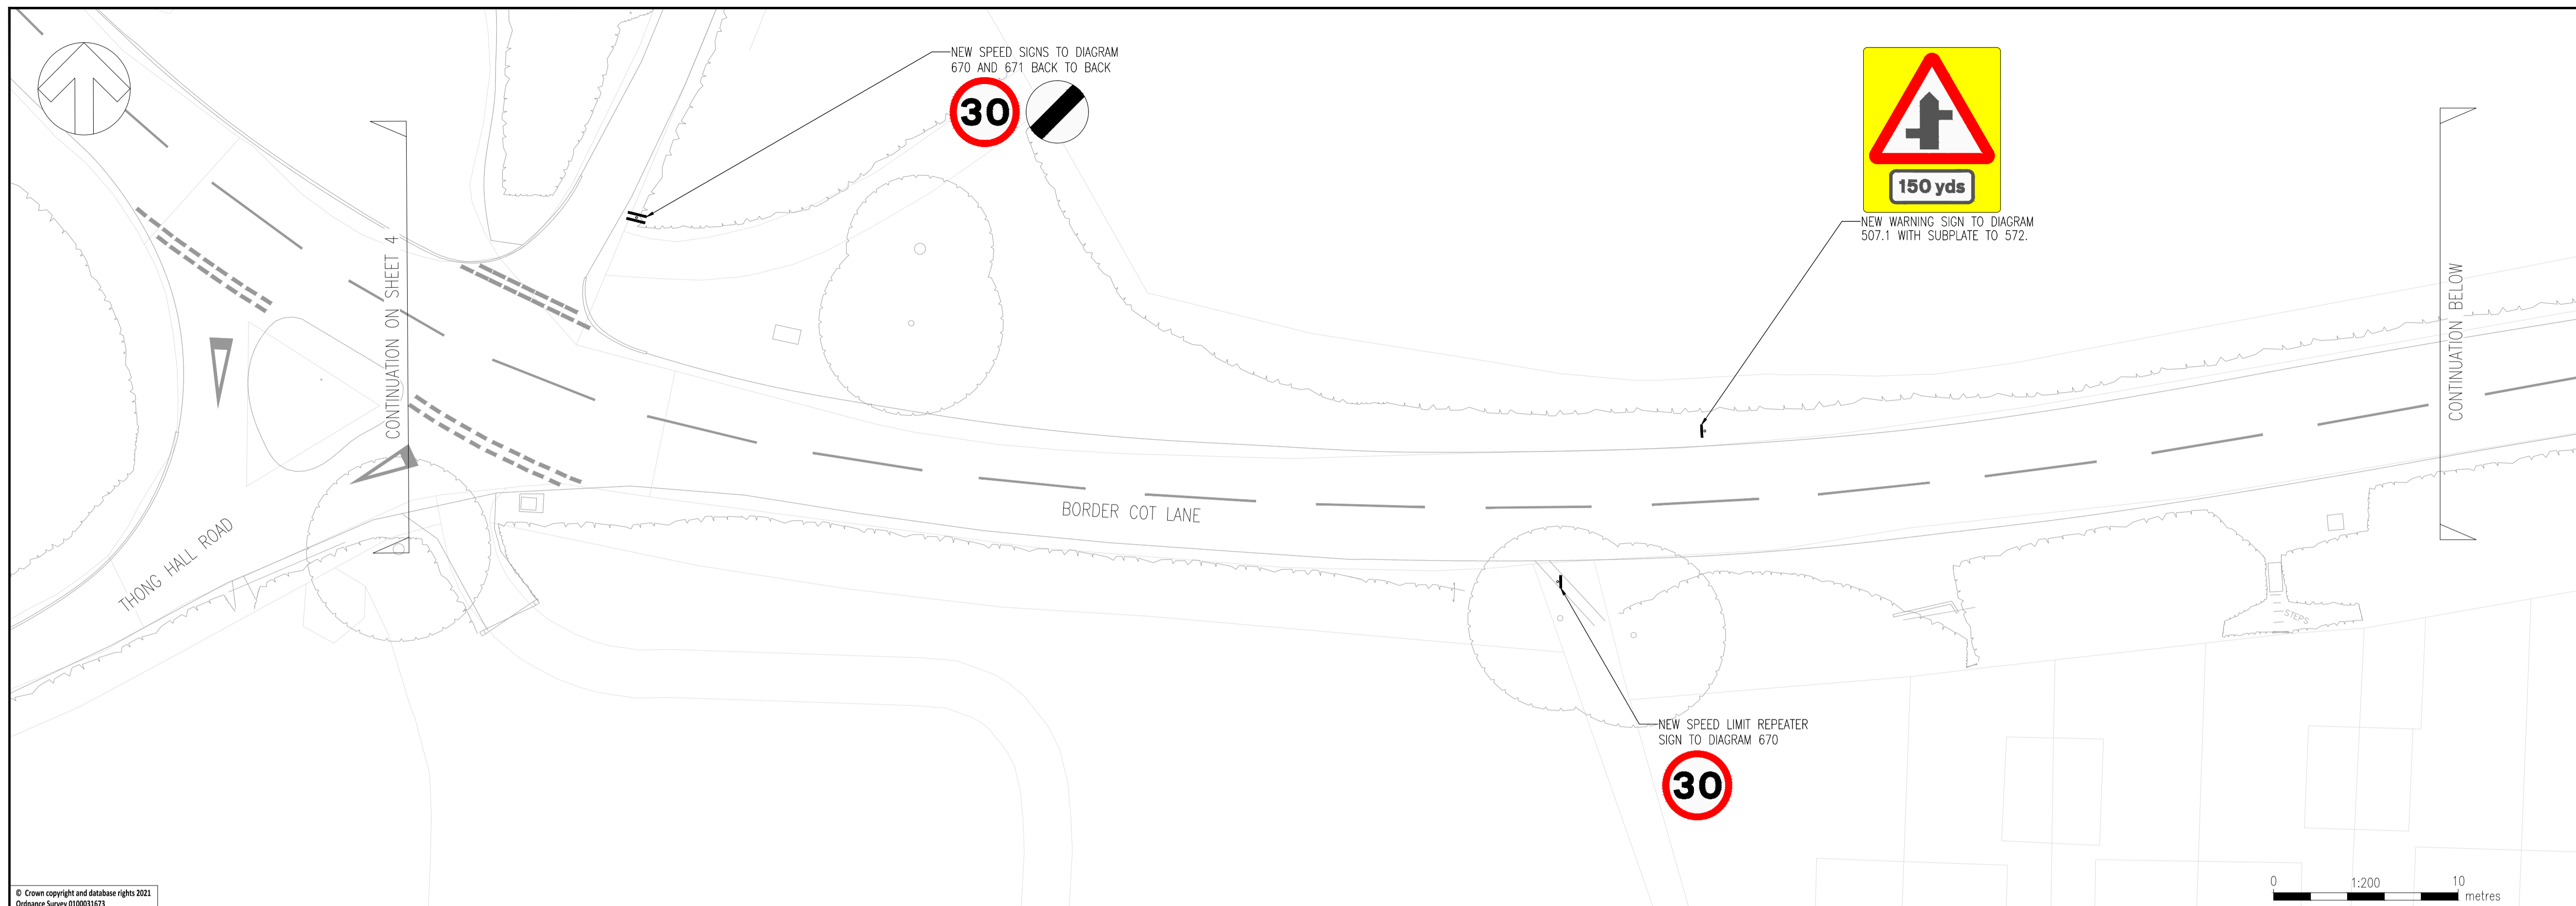 NEW SPEED SIGNS TO DIAGRAM
670 AND 671 BACK TO BACK
30
150 yds
NEW WARNING SIGN TO DIAGRAM
507.1 WITH SUBPLATE TO 572.
CONTINUATION ON SHEET 4
CONTINUATION BELOW
BORDER COT LANE
THONG HALL ROAD
STEPS
NEW SPEED LIMIT REPEATER
SIGN TO DIAGRAM 670
30
0 1:200 10
metres
© Crown copyright and database rights 2021
Ordnance Survey 0100031673